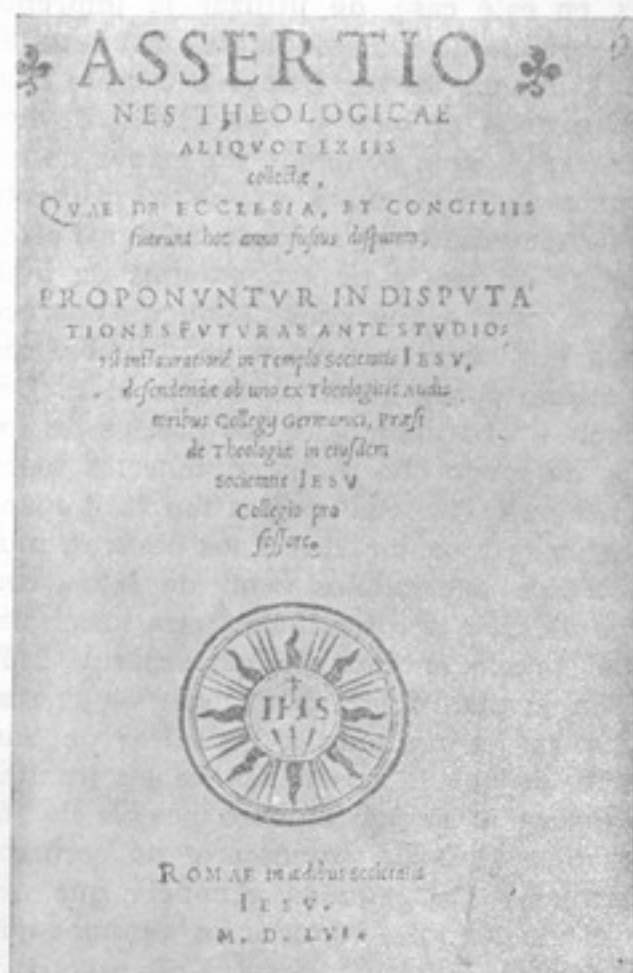 ASSERTIO
NES THEOLOGICAE
ALIQVOT EX IIS
collectæ,
QVAE DE ECCLESIA, ET CONCILIIS
fuerunt hoc anno fusius disputata.
PROPONVNTVR IN DISPVTA
TIONES FVTVRAS ANTE STVDIO=
instauratione in Templo Societatis IESV,
defendendæ ab uno ex Theologicis Audi
toribus Collegij Germanici, Præsi
de Theologiæ in eiusdem
societatis IESV
Collegio pro
fessore.
IHS
ROMAE in ædibus societatis
IESV.
M. D. LVI.